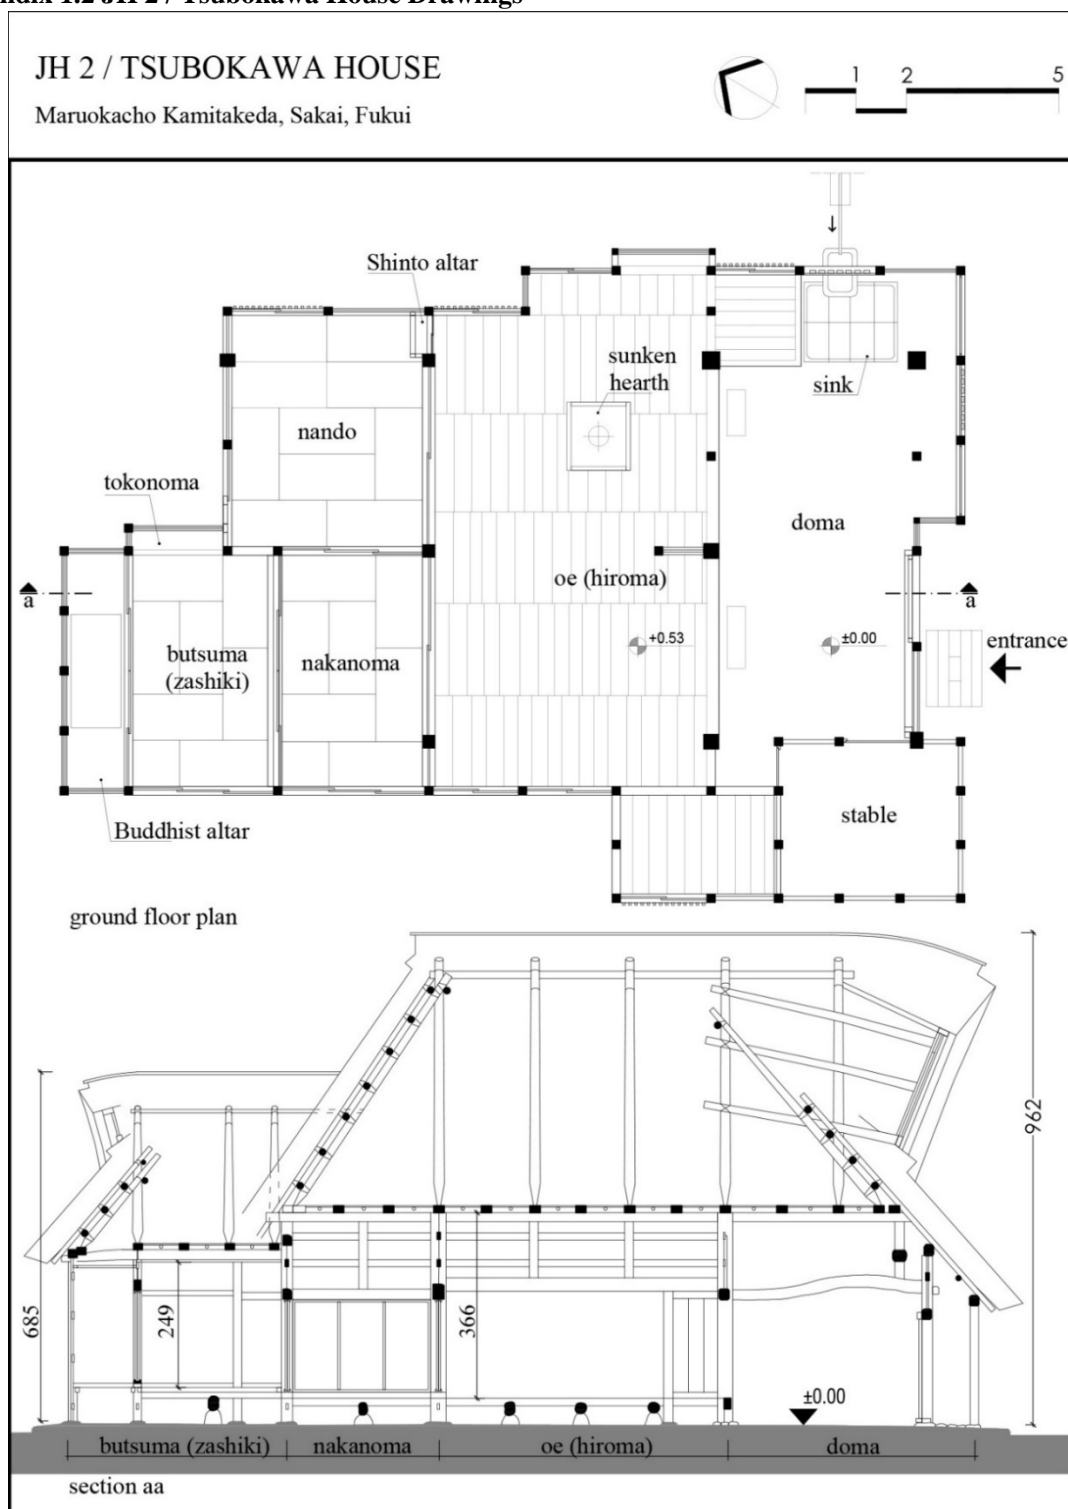 JH 2 / TSUBOKAWA HOUSE
Maruokacho Kamitakeda, Sakai, Fukui
1 2 5
Shinto altar
sunken
hearth
sink
nando
tokonoma
doma
oe (hiroma)
a
a
butsuma
(zashiki)
nakanoma
+0.53
±0.00
entrance
Buddhist altar
stable
ground floor plan
962
685
249
366
±0.00
butsuma (zashiki) nakanoma oe (hiroma) doma
section aa